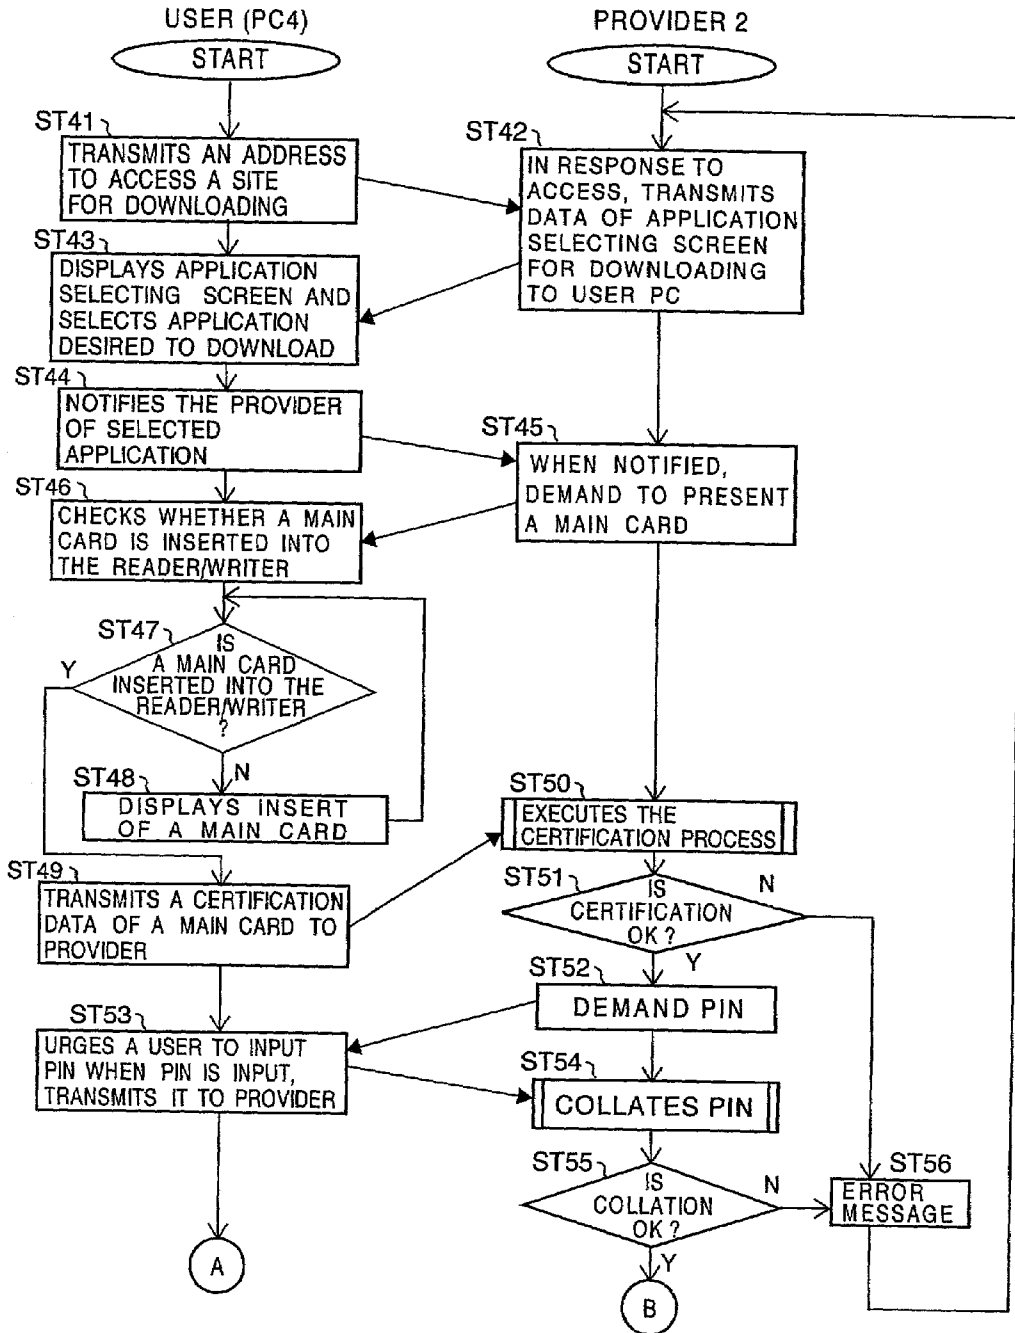 USER (PC4)
START
PROVIDER 2
START
ST41
TRANSMITS AN ADDRESS
TO ACCESS A SITE
FOR DOWNLOADING
ST42
IN RESPONSE TO
ACCESS, TRANSMITS
DATA OF APPLICATION
SELECTING SCREEN
FOR DOWNLOADING
TO USER PC
ST43
DISPLAYS APPLICATION
SELECTING SCREEN AND
SELECTS APPLICATION
DESIRED TO DOWNLOAD
ST44
NOTIFIES THE PROVIDER
OF SELECTED
APPLICATION
ST45
WHEN NOTIFIED,
DEMAND TO PRESENT
A MAIN CARD
ST46
CHECKS WHETHER A MAIN
CARD IS INSERTED INTO
THE READER/WRITER
ST47
IS
A MAIN CARD
INSERTED INTO THE
READER/WRITER
?
Y
N
ST48
DISPLAYS INSERT
OF A MAIN CARD
ST49
TRANSMITS A CERTIFICATION
DATA OF A MAIN CARD TO
PROVIDER
ST50
EXECUTES THE
CERTIFICATION PROCESS
ST51
IS
CERTIFICATION
OK?
N
Y
ST52
DEMAND PIN
ST53
URGES A USER TO INPUT
PIN WHEN PIN IS INPUT,
TRANSMITS IT TO PROVIDER
ST54
COLLATES PIN
ST55
IS
COLLATION
OK?
N
Y
ST56
ERROR
MESSAGE
A
B